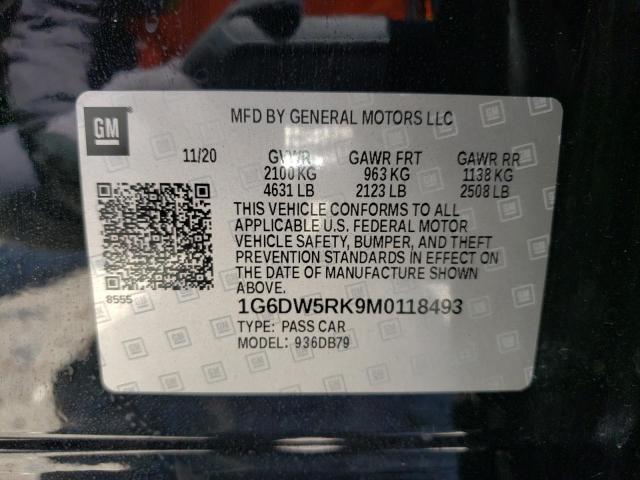 GM
MFD BY GENERAL MOTORS LLC
11/20 GVWR GAWR FRT GAWR RR
2100 KG 963 KG 1138 KG
4631 LB 2123 LB 2508 LB
THIS VEHICLE CONFORMS TO ALL
APPLICABLE U.S. FEDERAL MOTOR
VEHICLE SAFETY, BUMPER, AND THEFT
PREVENTION STANDARDS IN EFFECT ON
THE DATE OF MANUFACTURE SHOWN
ABOVE.
8555
1G6DW5RK9M0118493
TYPE: PASS CAR
MODEL: 936DB79